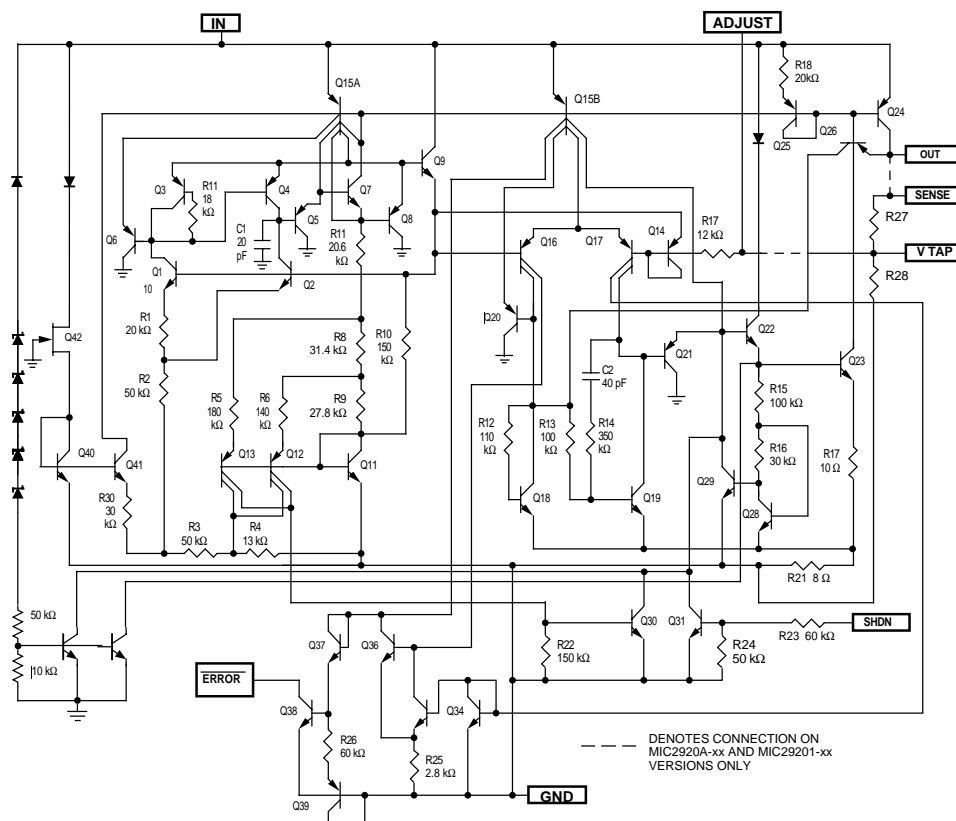 IN
ADJUST
R18
20kΩ
Q15A
Q15B
Q24
Q26
Q25
OUT
Q9
Q3
R11
18
kΩ
Q4
Q7
SENSE
C1
20
pF
Q5
Q8
R27
Q6
R11
20.6
kΩ
Q16
Q17
Q14
R17
12 kΩ
V TAP
Q1
10
Q2
R28
R1
20 kΩ
R10
150
kΩ
Q20
Q42
R8
31.4 kΩ
Q21
Q22
Q23
R2
50 kΩ
C2
40 pF
R5
180
kΩ
R6
140
kΩ
R9
27.8 kΩ
R15
100 kΩ
R12
110
kΩ
R13
100
kΩ
R14
350
kΩ
R16
30 kΩ
R17
10 Ω
Q40
Q41
Q13
Q12
Q11
Q29
Q18
Q19
Q28
R30
30
kΩ
R3
50 kΩ
R4
13 kΩ
R21 8 Ω
50 kΩ
10 kΩ
Q37
Q36
R22
150 kΩ
Q30
Q31
R24
50 kΩ
R23 60 kΩ
SHDN
ERROR
Q38
Q34
R26
60 kΩ
R25
2.8 kΩ
DENOTES CONNECTION ON
MIC2920A-xx AND MIC29201-xx
VERSIONS ONLY
Q39
GND